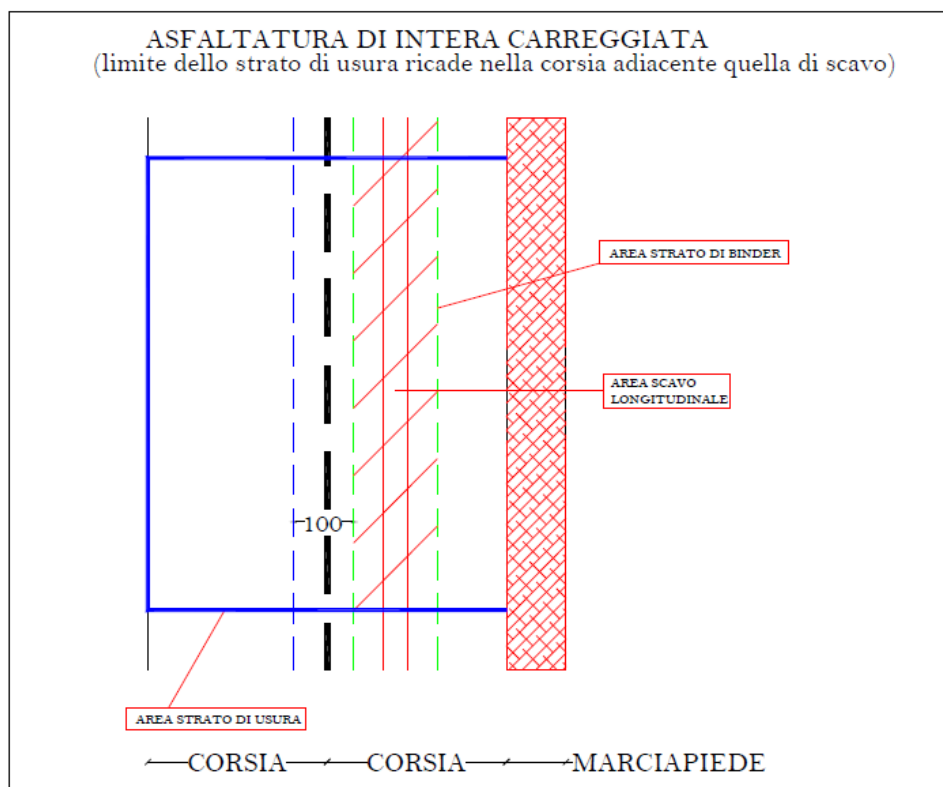 ASFALTATURA DI INTERA CARREGGIATA
(limite dello strato di usura ricade nella corsia adiacente quella di scavo)
AREA STRATO DI BINDER
AREA SCAVO
LONGITUDINALE
100
AREA STRATO DI USURA
CORSIA CORSIA MARCIAPIEDE